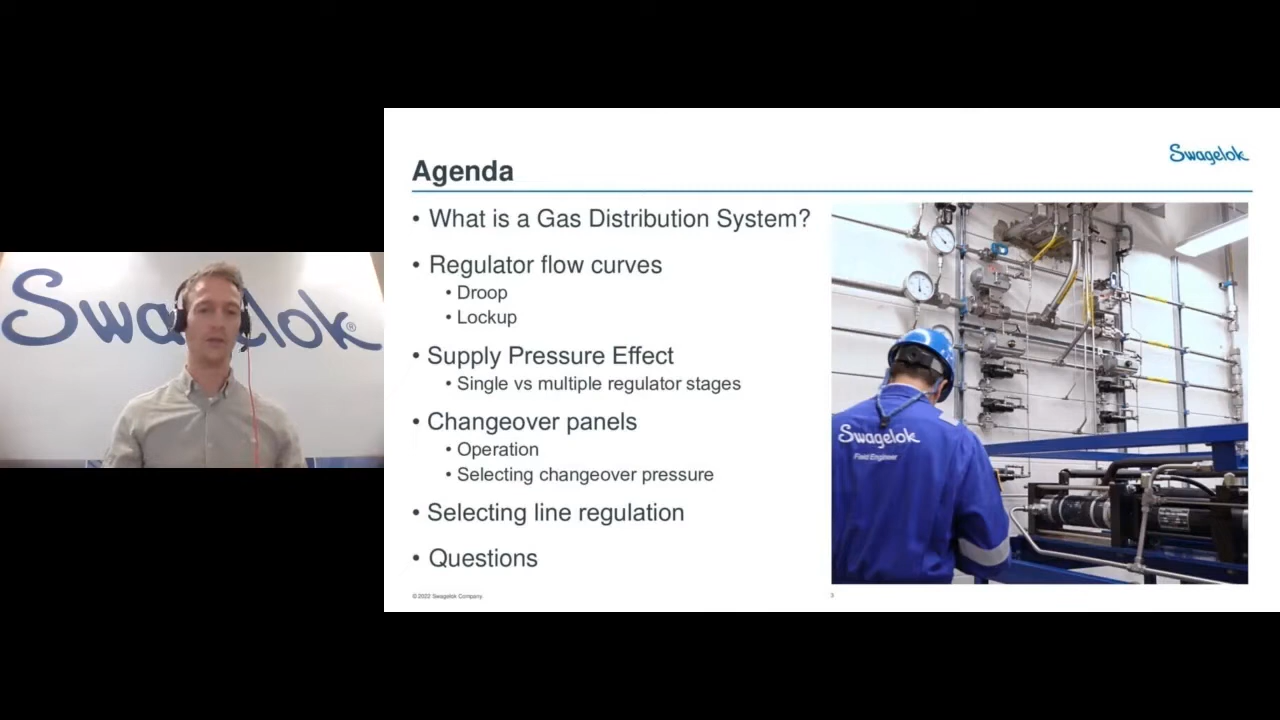 Swagelok®
Swagelok
Agenda
• What is a Gas Distribution System?
• Regulator flow curves
• Droop
• Lockup
• Supply Pressure Effect
• Single vs multiple regulator stages
• Changeover panels
• Operation
• Selecting changeover pressure
• Selecting line regulation
• Questions
Swagelok
Field Engineer
© 2022 Swagelok Company
3